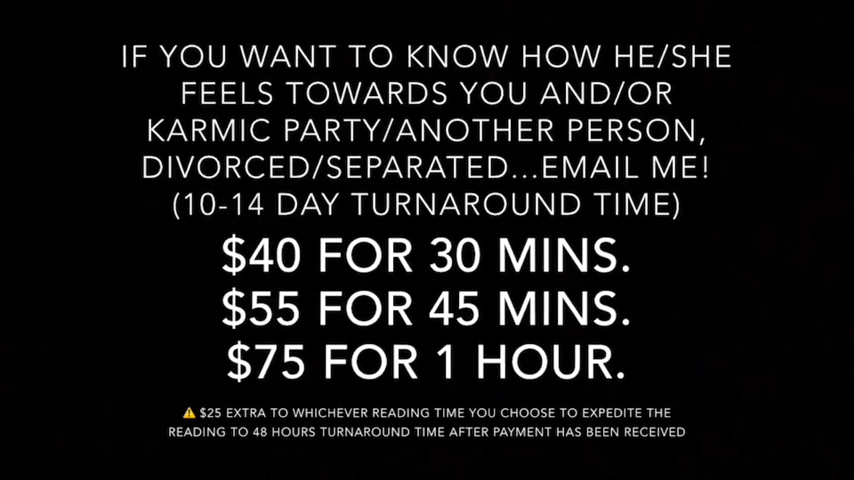 IF YOU WANT TO KNOW HOW HE/SHE
FEELS TOWARDS YOU AND/OR
KARMIC PARTY/ANOTHER PERSON,
DIVORCED/SEPARATED...EMAIL ME!
(10-14 DAY TURNAROUND TIME)
$40 FOR 30 MINS.
$55 FOR 45 MINS.
$75 FOR 1 HOUR.
⚠️ $25 EXTRA TO WHICHEVER READING TIME YOU CHOOSE TO EXPEDITE THE
READING TO 48 HOURS TURNAROUND TIME AFTER PAYMENT HAS BEEN RECEIVED